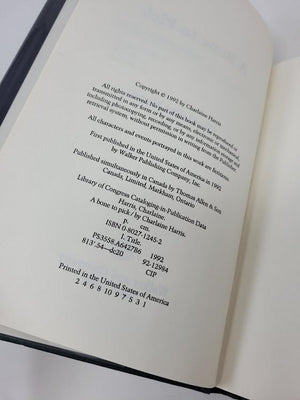 Copyright © 1992 by Charlaine Harris
All rights reserved. No part of this book may be reproduced or
transmitted in any form or by any means, electronic or mechanical,
including photocopying, recording, or by any information storage and
retrieval system, without permission in writing from the Publisher.
All characters and events portrayed in this work are fictitious.
First published in the United States of America in 1992
by Walker Publishing Company, Inc.
Published simultaneously in Canada by Thomas Allen & Son
Canada, Limited, Markham, Ontario
Library of Congress Cataloging-in-Publication Data
Harris, Charlaine.
A bone to pick / by Charlaine Harris.
p. cm.
ISBN 0-8027-1245-2
I. Title.
PS3558.A6427B6 1992
813'.54—dc20 92-12984
CIP
Printed in the United States of America
2 4 6 8 10 9 7 5 3 1